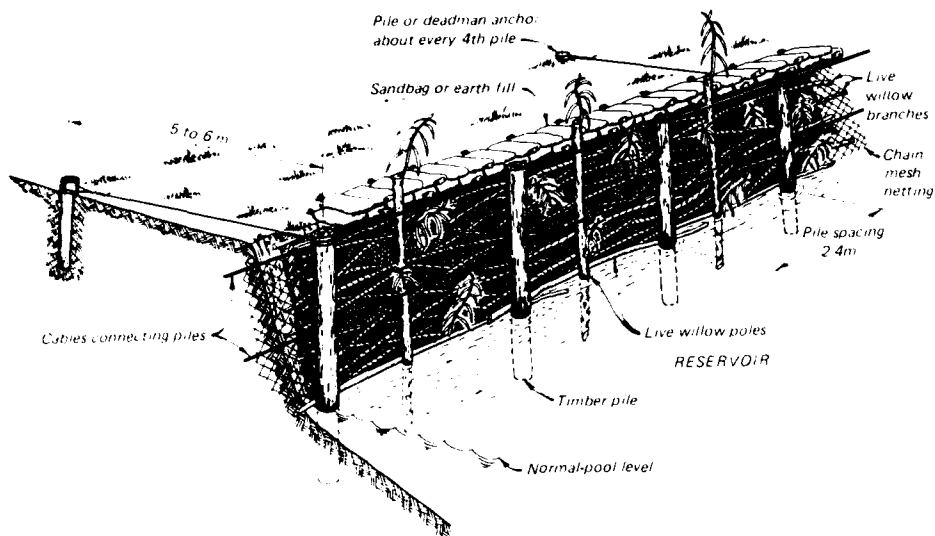 Pile or deadman anchor
about every 4th pile
Sandbag or earth fill
5 to 6 m
Live
willow
branches
Chain
mesh
netting
Pile spacing
2.4m
Cables connecting piles
Live willow poles
RESERVOIR
Timber pile
Normal-pool level